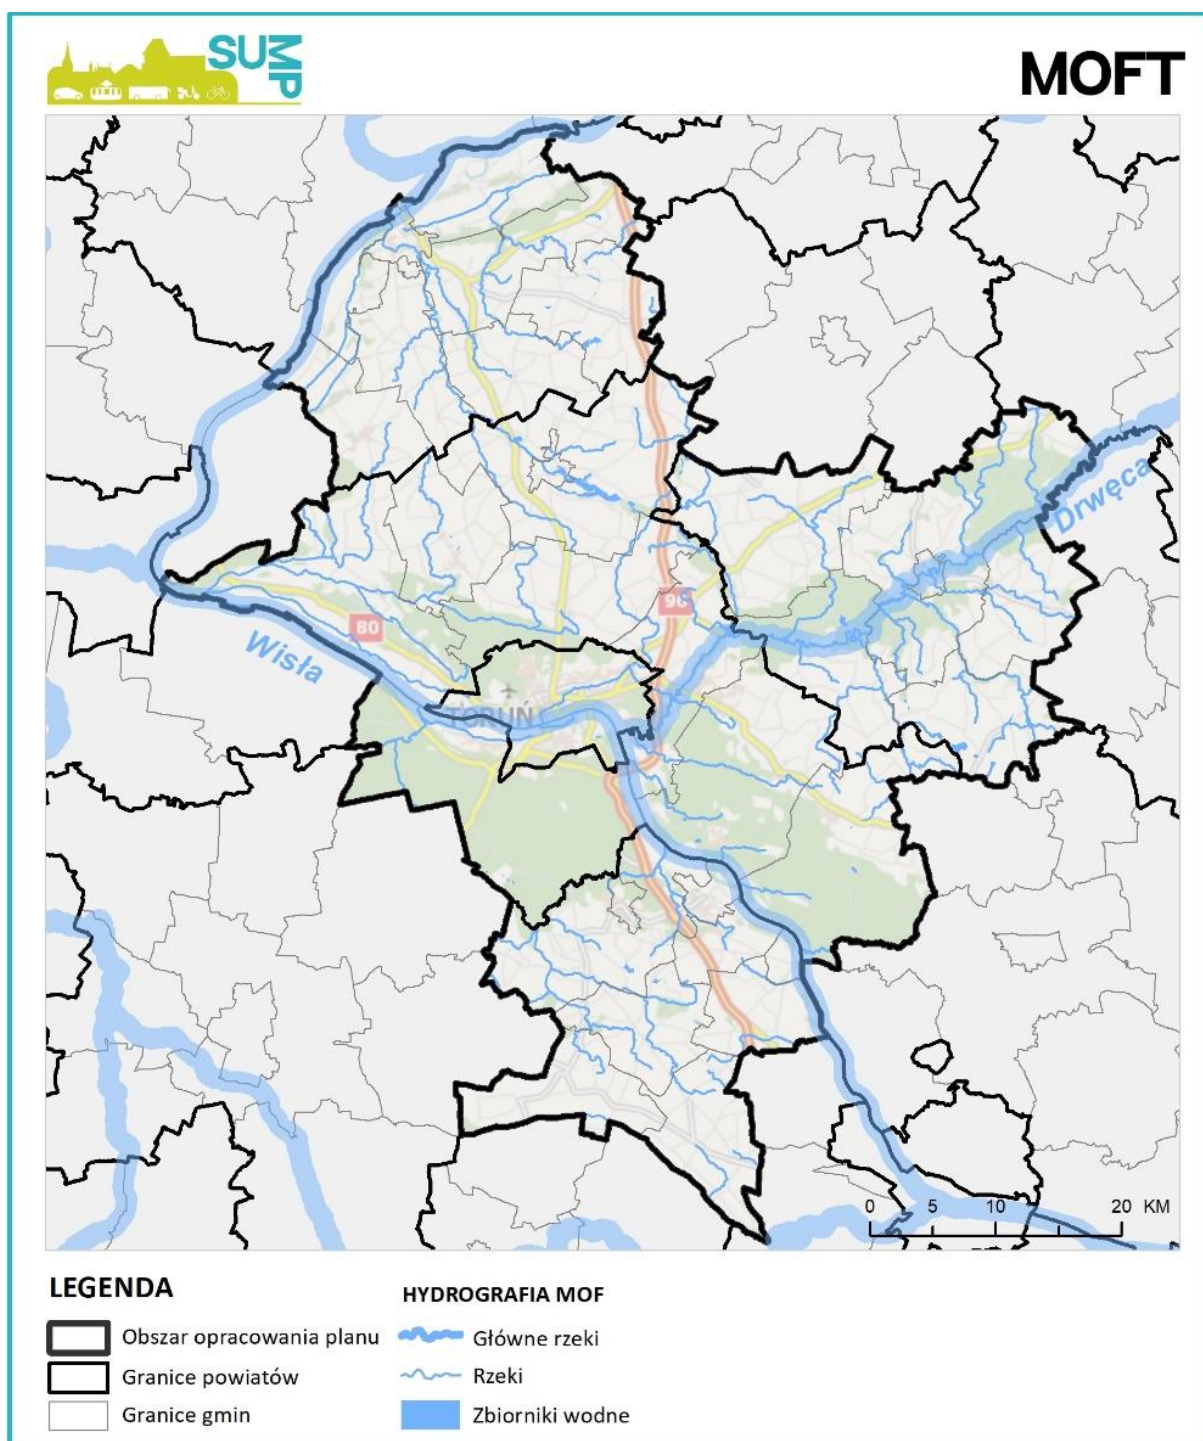 SUMP
MOFT
Drwęca
90
80
Wisła
TORUŃ
0 5 10 20 KM
LEGENDA
HYDROGRAFIA MOF
Obszar opracowania planu
Główne rzeki
Granice powiatów
Rzeki
Granice gmin
Zbiorniki wodne